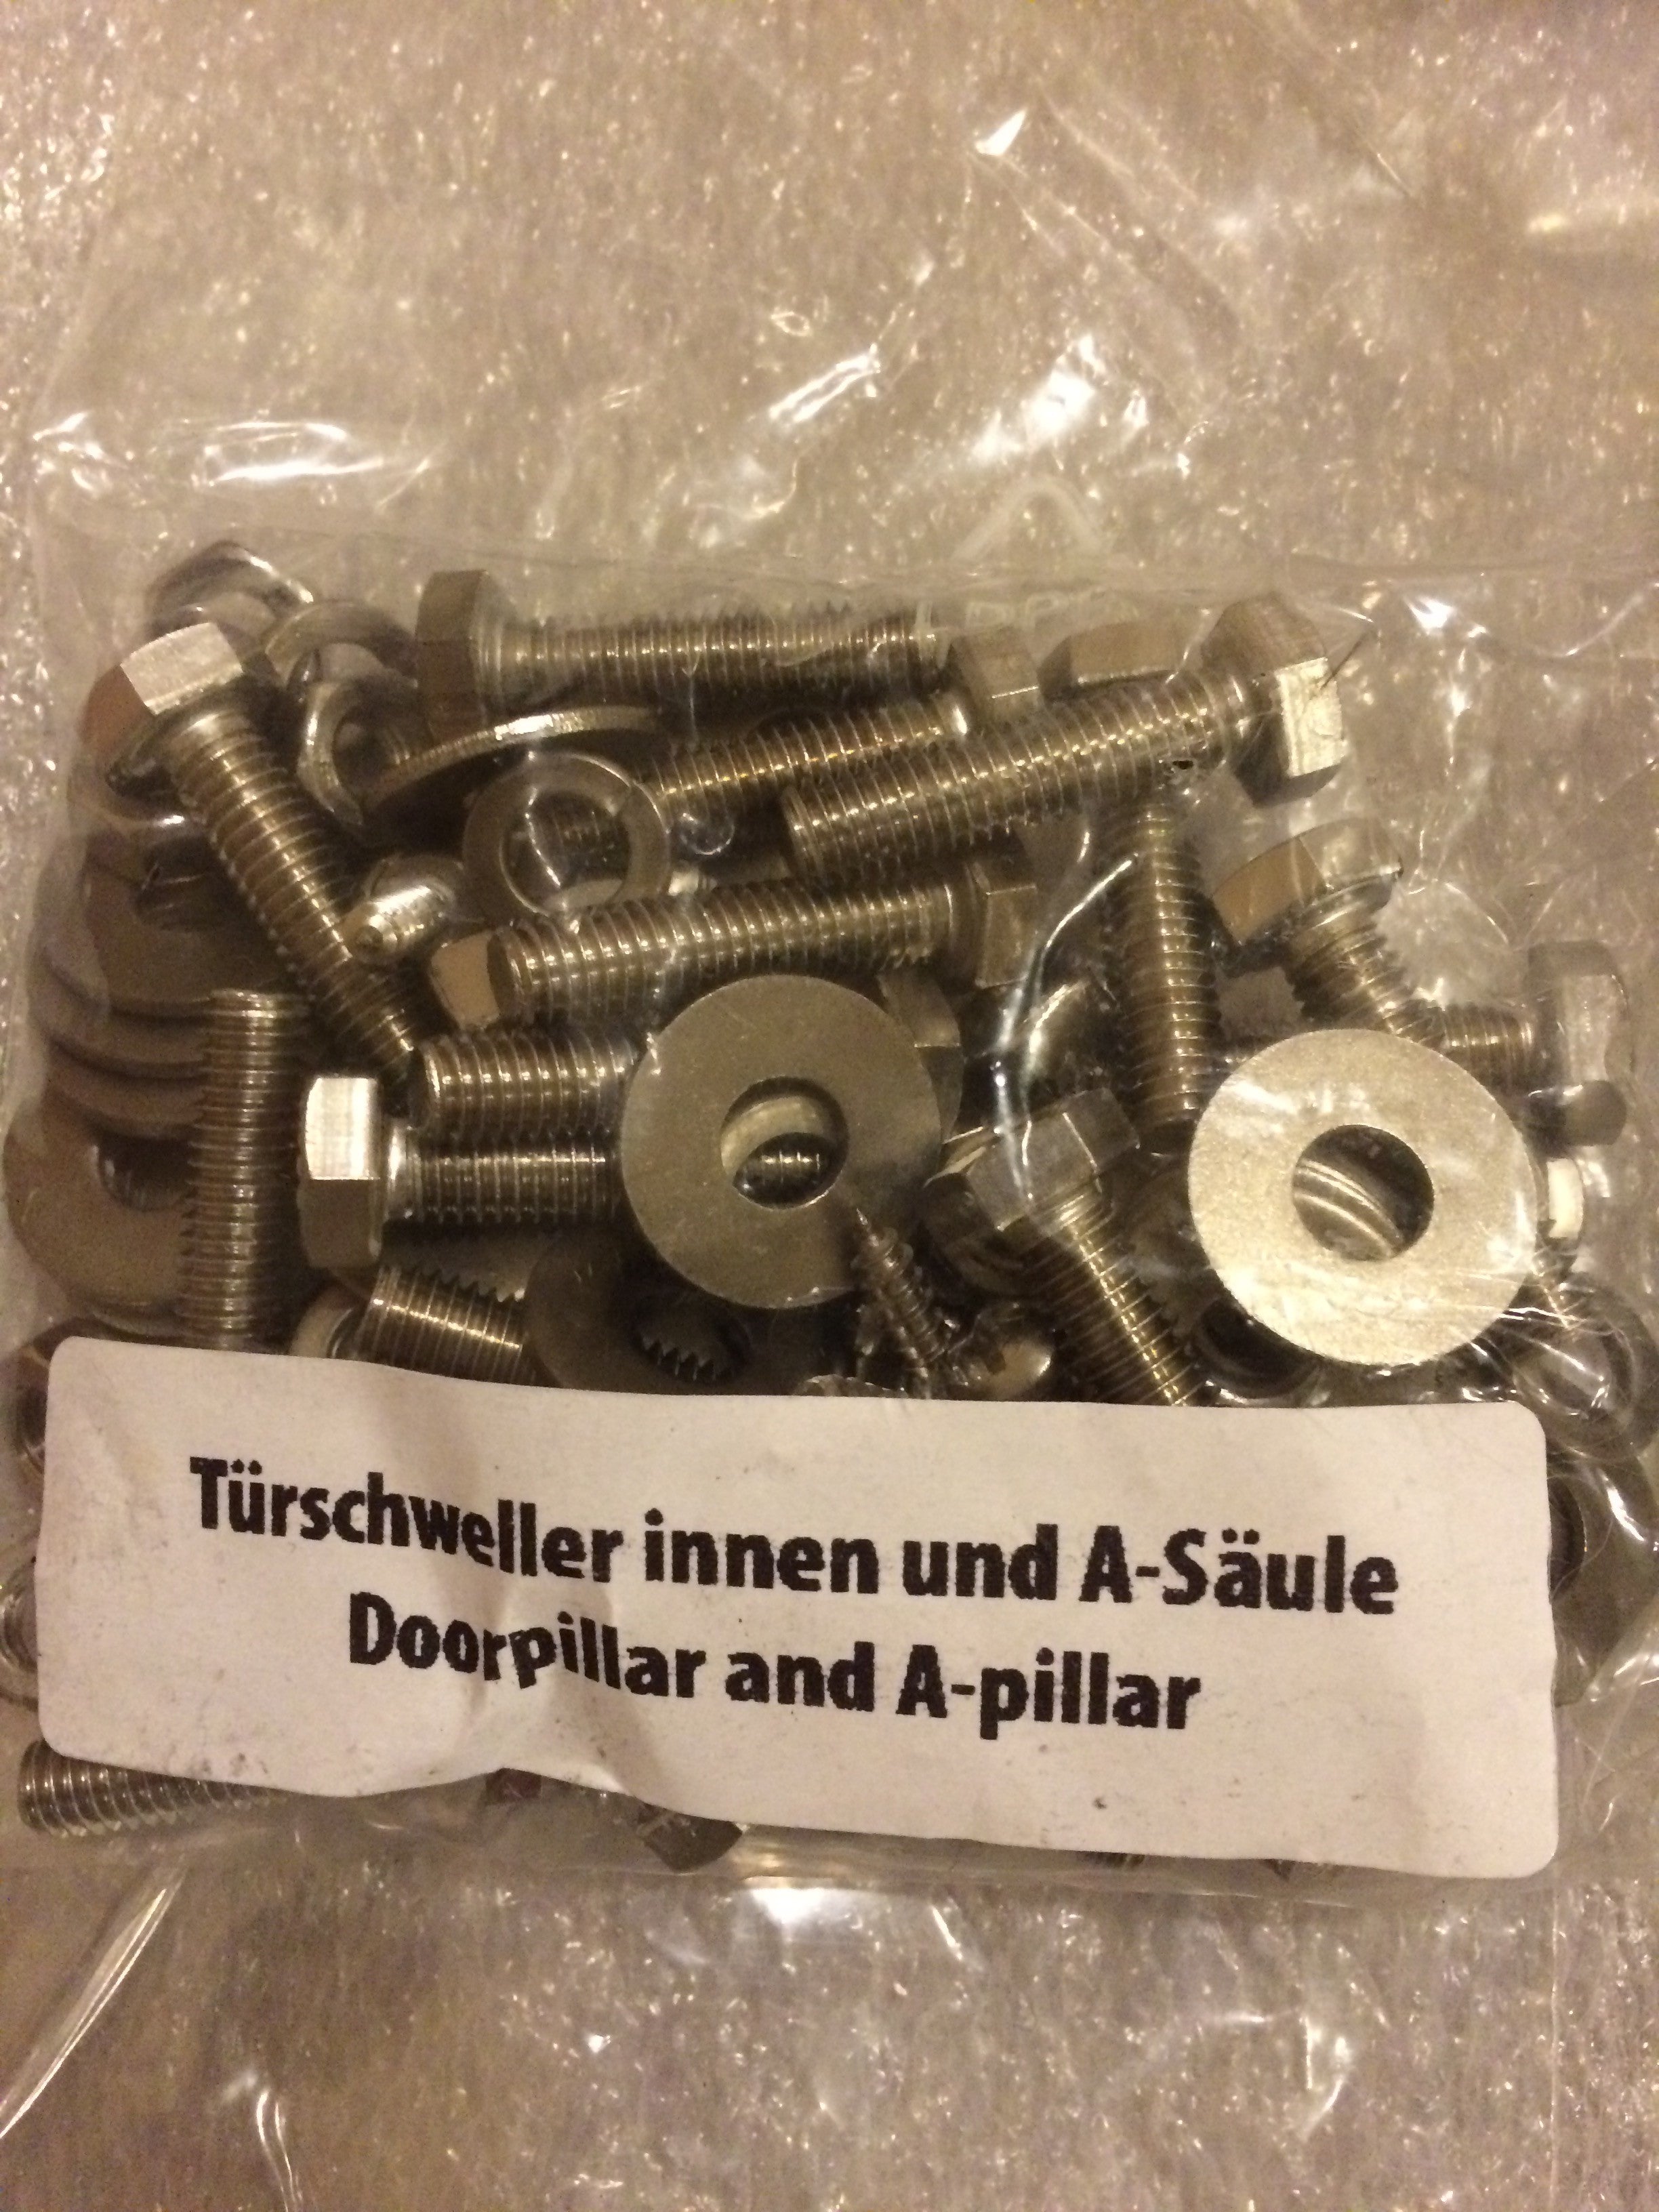 Türschweller innen und A-Säule
Doorpillar and A-pillar